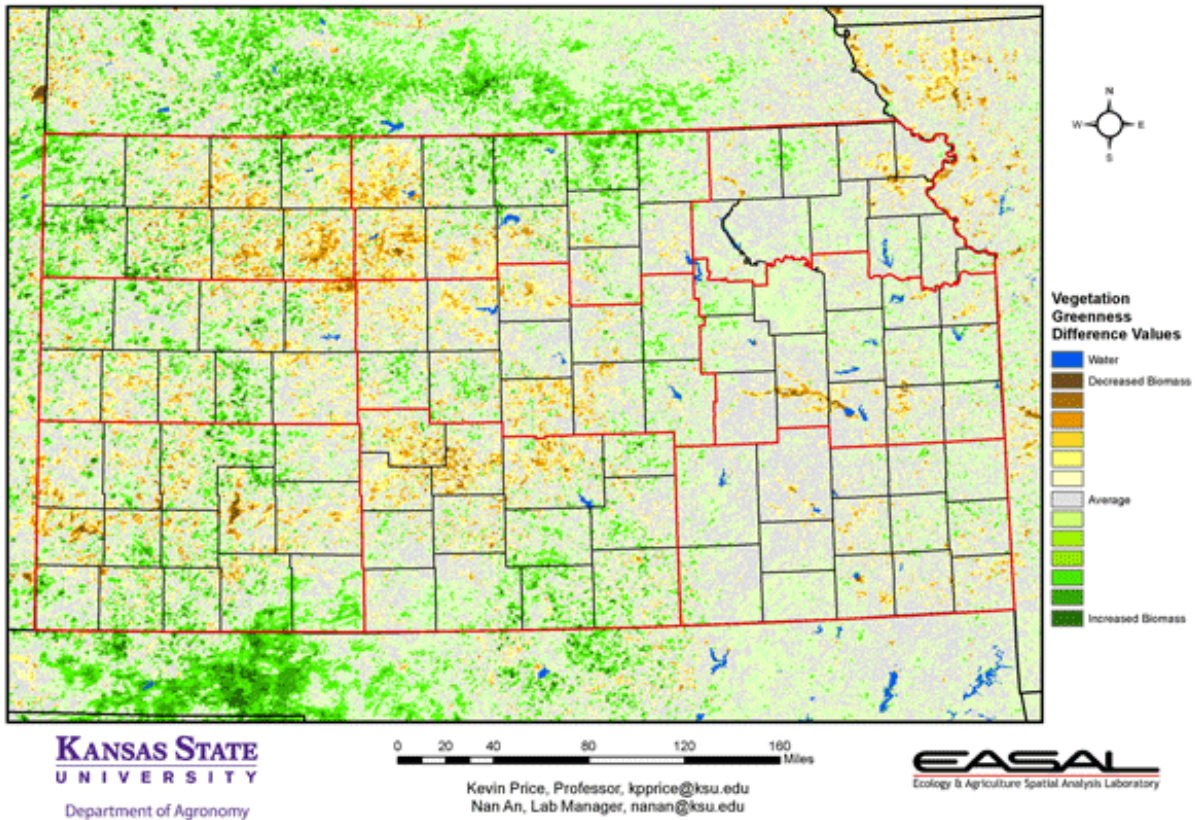 N
W E
S
Vegetation
Greenness
Difference Values
Water
Decreased Biomass
Average
Increased Biomass
KANSAS STATE
UNIVERSITY
Department of Agronomy
0 20 40 80 120 160
Miles
Kevin Price, Professor, kpprice@ksu.edu
Nan An, Lab Manager, nanan@ksu.edu
EASAL
Ecology & Agriculture Spatial Analysis Laboratory